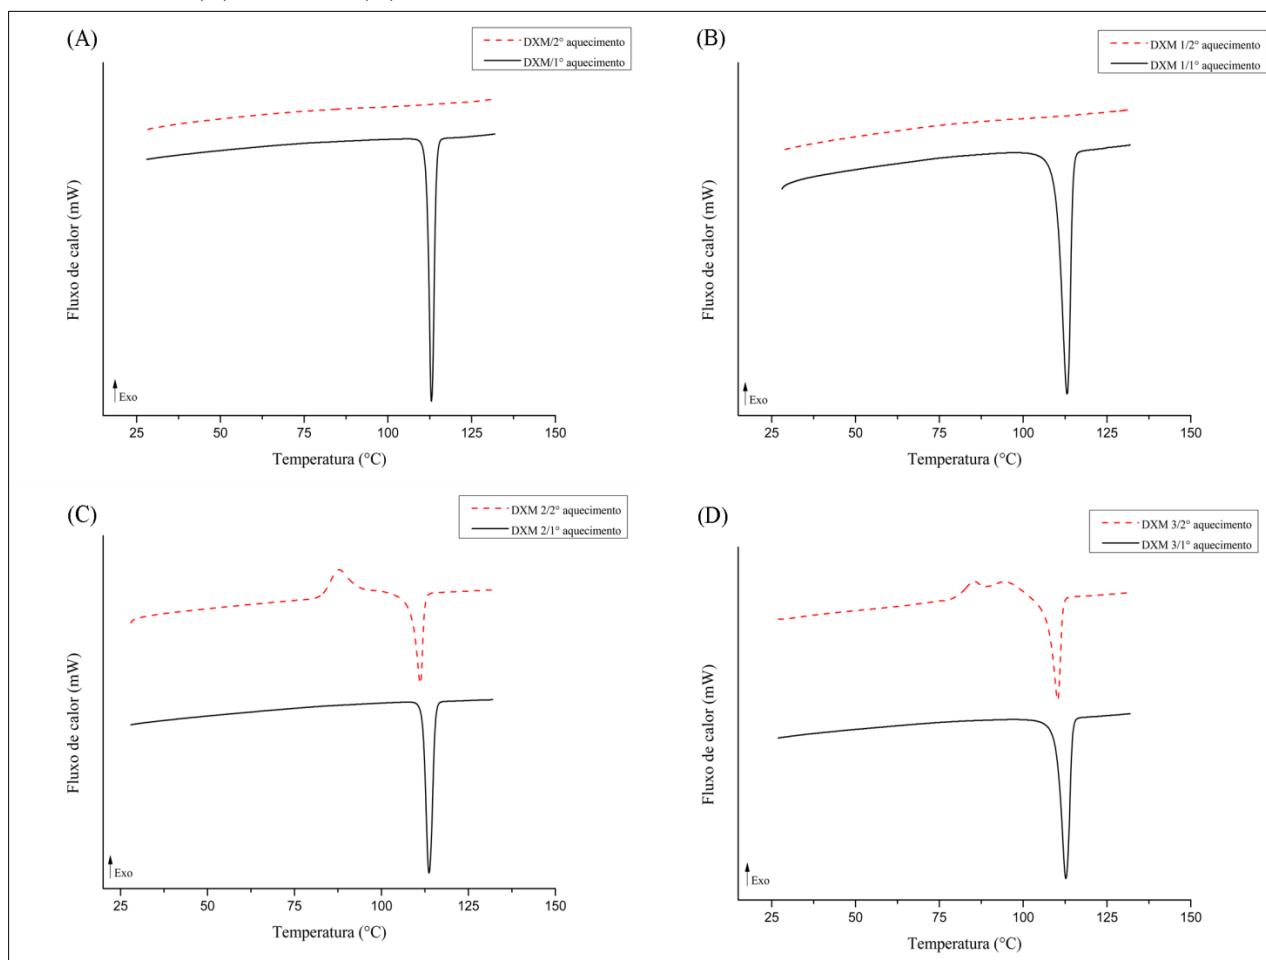 (A)
DXM/2° aquecimento
DXM/1° aquecimento
Fluxo de calor (mW)
Exo
25 50 75 100 125 150
Temperatura (°C)
(B)
DXM 1/2° aquecimento
DXM 1/1° aquecimento
Fluxo de calor (mW)
Exo
25 50 75 100 125 150
Temperatura (°C)
(C)
DXM 2/2° aquecimento
DXM 2/1° aquecimento
Fluxo de calor (mW)
Exo
25 50 75 100 125 150
Temperatura (°C)
(D)
DXM 3/2° aquecimento
DXM 3/1° aquecimento
Fluxo de calor (mW)
Exo
25 50 75 100 125 150
Temperatura (°C)